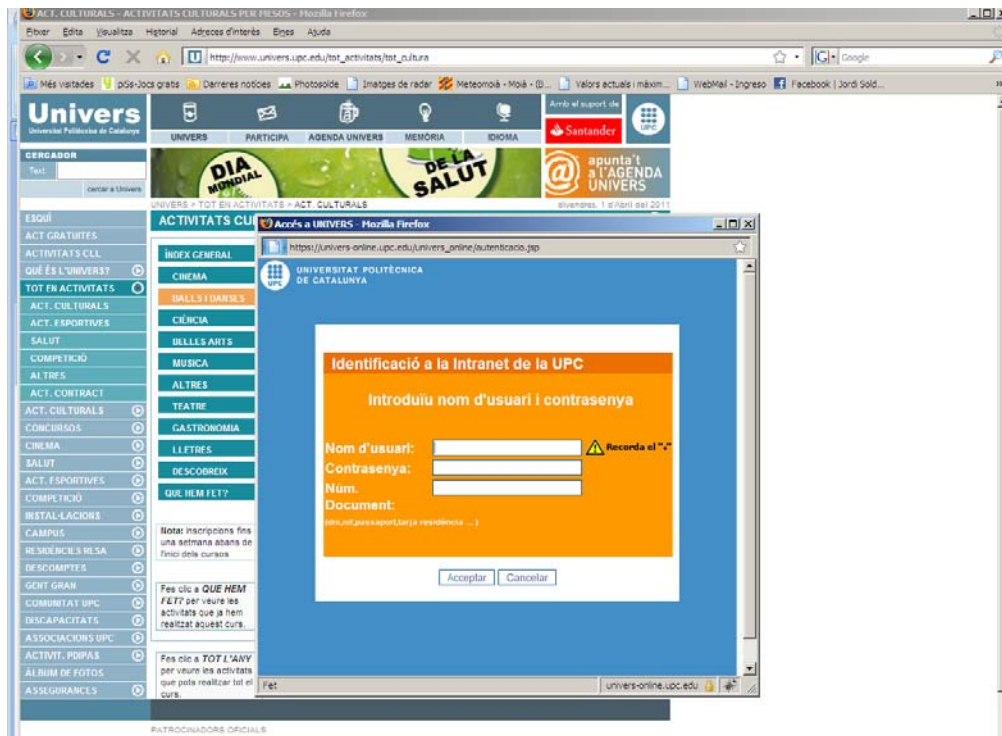 ACT. CULTURALS - ACTIVITATS CULTURALS PER MESOS - Mozilla Firefox
Fitxer Edita Visualitza Historial Adreces d'interès Eines Ajuda
http://www.univers.upc.edu/tot_activitats/tot_cultura
Google
Més visitades pSs-Jocs gratis Darreres notícies Photoslide Imatges de radar Meteomoià - Moià - (B... Valors actuals i màxim... WebMail - Ingreso Facebook | Jordi Sold...
Univers
Universitat Politècnica de Catalunya
UNIVERS PARTICIPA AGENDA UNIVERS MEMÒRIA IDIOMA
Amb el suport de
Santander
UPC
CERCADOR
Text:
cercar a Univers
DIA MUNDIAL
DE LA SALUT
apunta't
a l'AGENDA
UNIVERS
UNIVERS > TOT EN ACTIVITATS > ACT. CULTURALS
divendres, 1 d'Abril del 2011
ACTIVITATS CU
ESQUÍ
ACT GRATUITES
ACTIVITATS CLL
QUÈ ÉS L'UNIVERS?
TOT EN ACTIVITATS
ACT. CULTURALS
ACT. ESPORTIVES
SALUT
COMPETICIÓ
ALTRES
ACT. CONTRACT
ACT. CULTURALS
CONCURSOS
CINEMA
SALUT
ACT. ESPORTIVES
COMPETICIÓ
INSTAL·LACIONS
CAMPUS
RESIDÈNCIES RESA
DESCOMPTES
GENT GRAN
COMUNITAT UPC
DISCAPACITATS
ASSOCIACIONS UPC
ACTIVIT. PDIPAS
ÀLBUM DE FOTOS
ASSEGURANCES
ÍNDEX GENERAL
CINEMA
BALLS I DANSES
CIÈNCIA
BELLES ARTS
MUSICA
ALTRES
TEATRE
GASTRONOMIA
LLETRES
DESCOBREIX
QUE HEM FET?
Nota: Inscripcions fins
una setmana abans de
l'inici dels cursos
Fes clic a QUE HEM
FET? per veure les
activitats que ja hem
realitzat aquest curs.
Fes clic a TOT L'ANY
per veure les activitats
que pots realitzar tot el
curs.
Accés a UNIVERS - Mozilla Firefox
https://univers-online.upc.edu/univers_online/autenticacio.jsp
UPC
UNIVERSITAT POLITÈCNICA
DE CATALUNYA
Identificació a la Intranet de la UPC
Introduïu nom d'usuari i contrasenya
Nom d'usuari:
Recorda el "."
Contrasenya:
Núm.
Document:
(dni,nif,passaport,tarja residència ... )
Acceptar Cancelar
Fet
univers-online.upc.edu
PATROCINADORS OFICIALS